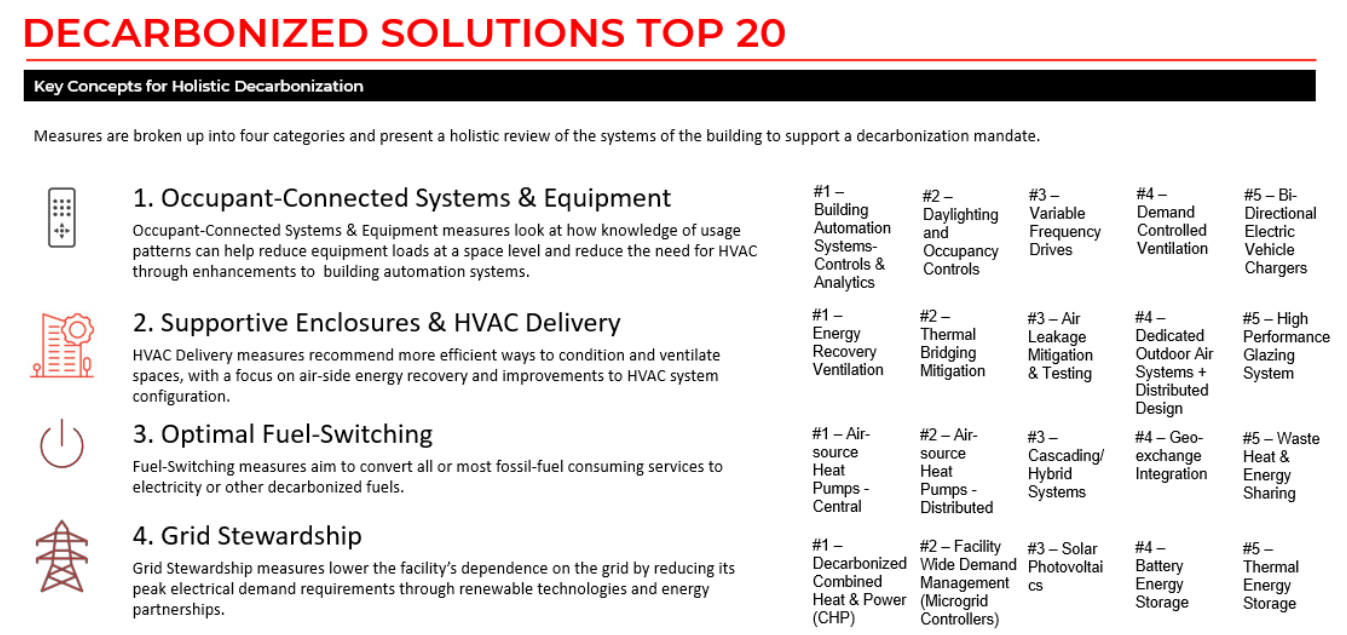 DECARBONIZED SOLUTIONS TOP 20
Key Concepts for Holistic Decarbonization
Measures are broken up into four categories and present a holistic review of the systems of the building to support a decarbonization mandate.
1. Occupant-Connected Systems & Equipment
Occupant-Connected Systems & Equipment measures look at how knowledge of usage
patterns can help reduce equipment loads at a space level and reduce the need for HVAC
through enhancements to  building automation systems.
#1 –
Building
Automation
Systems-
Controls &
Analytics
#2 –
Daylighting
and
Occupancy
Controls
#3 –
Variable
Frequency
Drives
#4 –
Demand
Controlled
Ventilation
#5 – Bi-
Directional
Electric
Vehicle
Chargers
2. Supportive Enclosures & HVAC Delivery
HVAC Delivery measures recommend more efficient ways to condition and ventilate
spaces, with a focus on air-side energy recovery and improvements to HVAC system
configuration.
#1 –
Energy
Recovery
Ventilation
#2 –
Thermal
Bridging
Mitigation
#3 – Air
Leakage
Mitigation
& Testing
#4 –
Dedicated
Outdoor Air
Systems +
Distributed
Design
#5 – High
Performance
Glazing
System
3. Optimal Fuel-Switching
Fuel-Switching measures aim to convert all or most fossil-fuel consuming services to
electricity or other decarbonized fuels.
#1 – Air-
source
Heat
Pumps -
Central
#2 – Air-
source
Heat
Pumps -
Distributed
#3 –
Cascading/
Hybrid
Systems
#4 – Geo-
exchange
Integration
#5 – Waste
Heat &
Energy
Sharing
4. Grid Stewardship
Grid Stewardship measures lower the facility’s dependence on the grid by reducing its
peak electrical demand requirements through renewable technologies and energy
partnerships.
#1 –
Decarbonized
Combined
Heat & Power
(CHP)
#2 – Facility
Wide Demand
Management
(Microgrid
Controllers)
#3 – Solar
Photovoltai
cs
#4 –
Battery
Energy
Storage
#5 –
Thermal
Energy
Storage